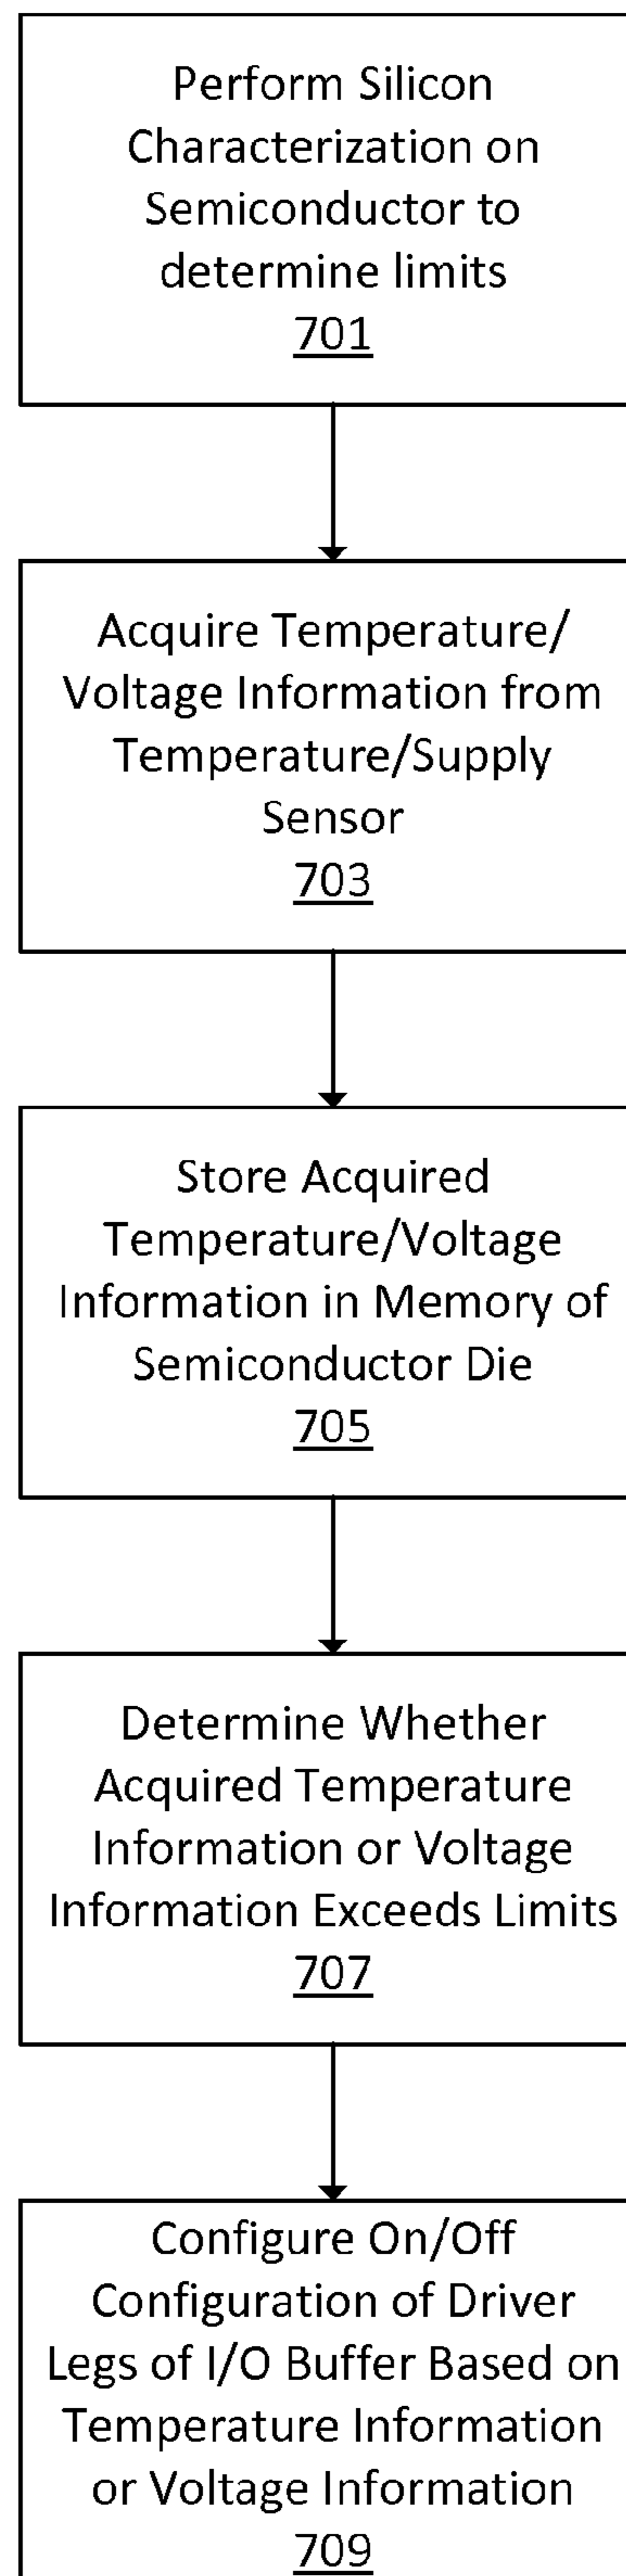 Perform Silicon
Characterization on
Semiconductor to
determine limits
701
Acquire Temperature/
Voltage Information from
Temperature/Supply
Sensor
703
Store Acquired
Temperature/Voltage
Information in Memory of
Semiconductor Die
705
Determine Whether
Acquired Temperature
Information or Voltage
Information Exceeds Limits
707
Configure On/Off
Configuration of Driver
Legs of I/O Buffer Based on
Temperature Information
or Voltage Information
709